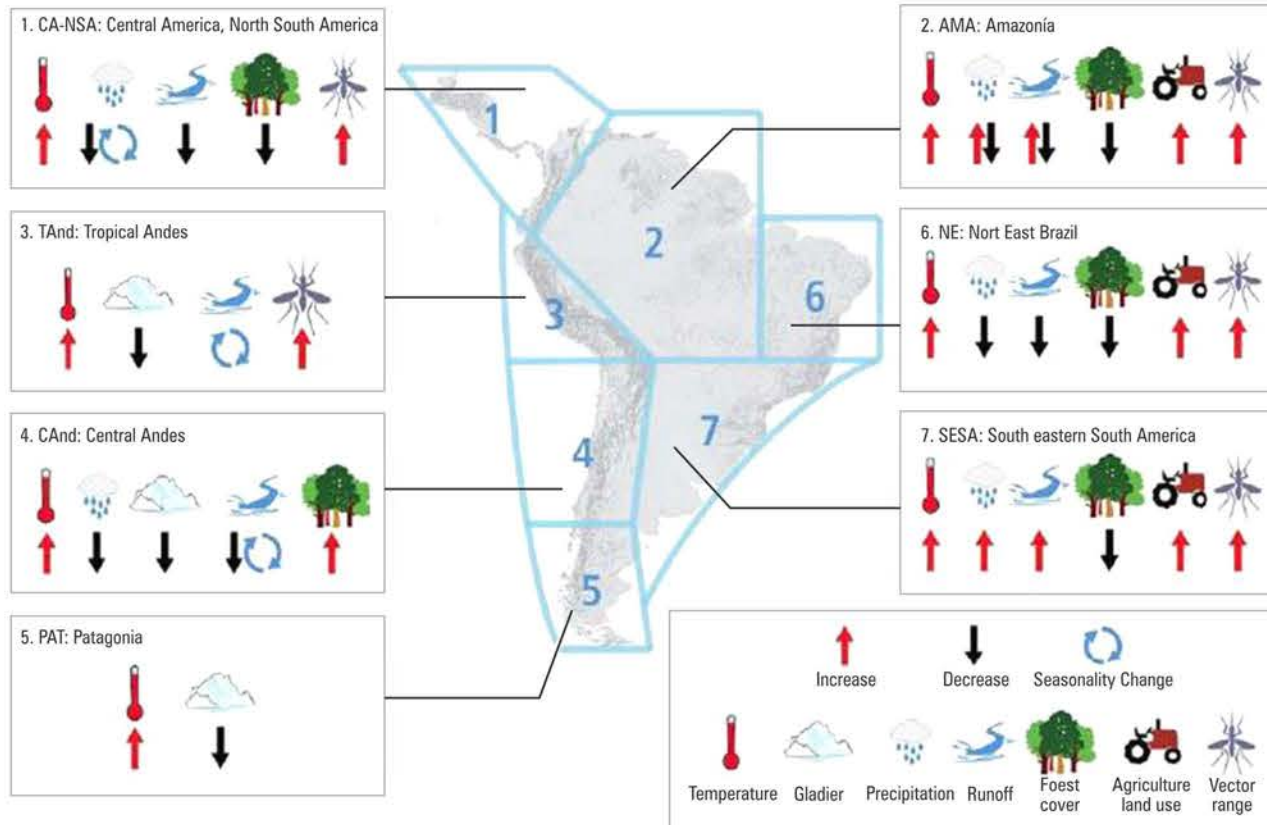 1. CA-NSA: Central America, North South America
2. AMA: Amazonía
3. TAnd: Tropical Andes
6. NE: Nort East Brazil
4. CAnd: Central Andes
7. SESA: South eastern South America
5. PAT: Patagonia
1
2
3
6
4
7
5
Increase
Decrease
Seasonality Change
Temperature
Gladier
Precipitation
Runoff
Foest
cover
Agriculture
land use
Vector
range